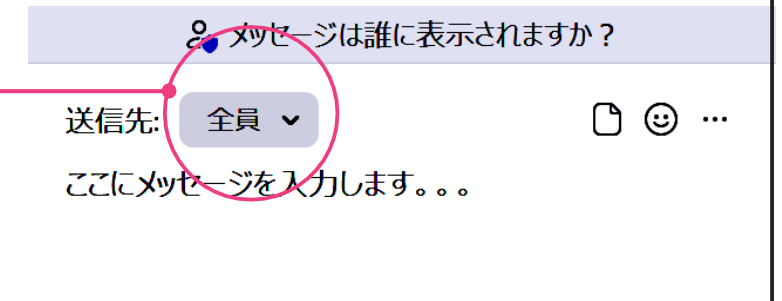 メッセージは誰に表示されますか？
送信先: 全員
ここにメッセージを入力します。。。